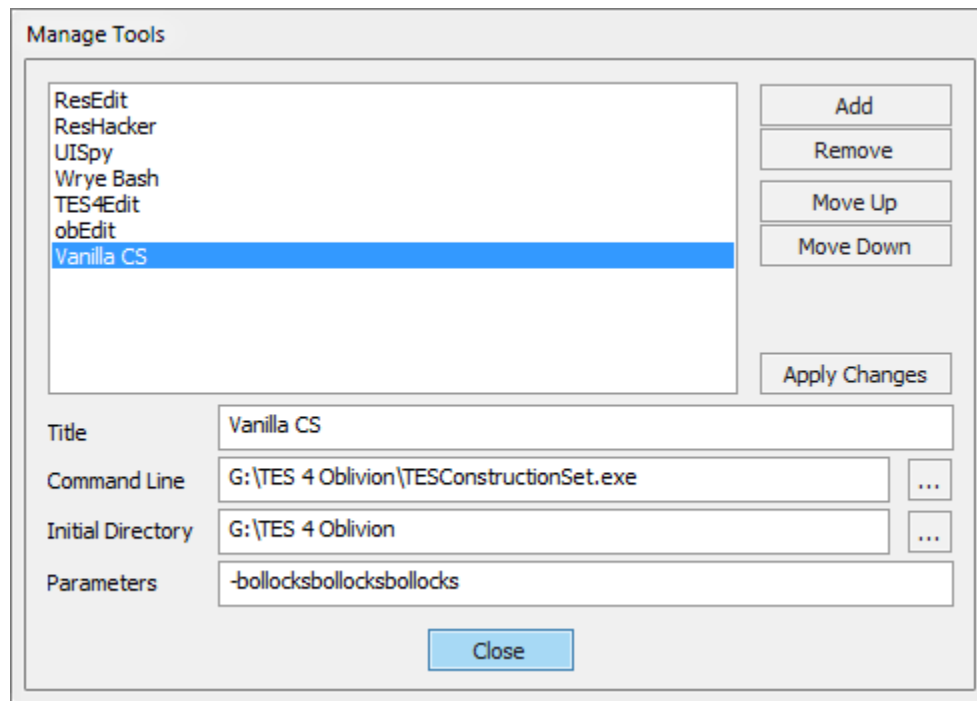 Manage Tools
ResEdit
ResHacker
UISpy
Wrye Bash
TES4Edit
obEdit
Vanilla CS
Add
Remove
Move Up
Move Down
Apply Changes
Title Vanilla CS
Command Line G:\TES 4 Oblivion\TESConstructionSet.exe ...
Initial Directory G:\TES 4 Oblivion ...
Parameters -bollocksbollocksbollocks
Close